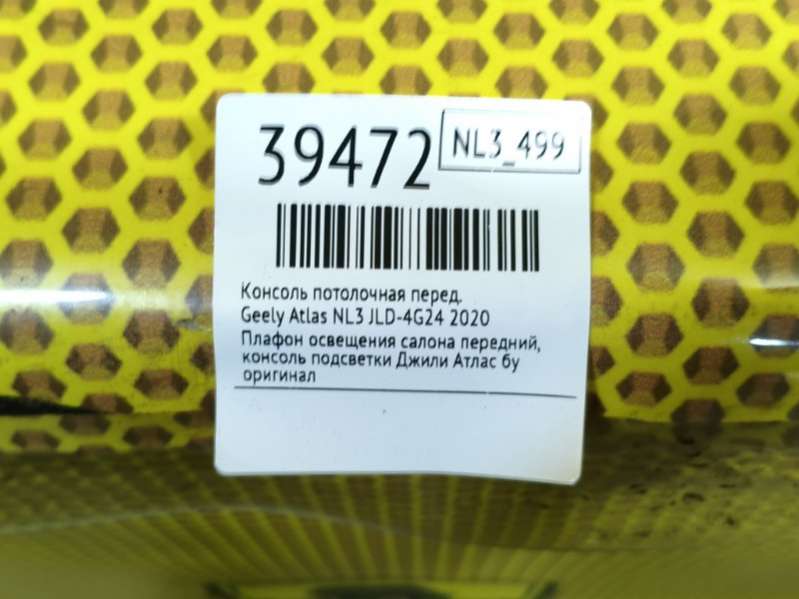 39472
NL3_499
Консоль потолочная перед.
Geely Atlas NL3 JLD-4G24 2020
Плафон освещения салона передний,
консоль подсветки Джили Атлас бу
оригинал